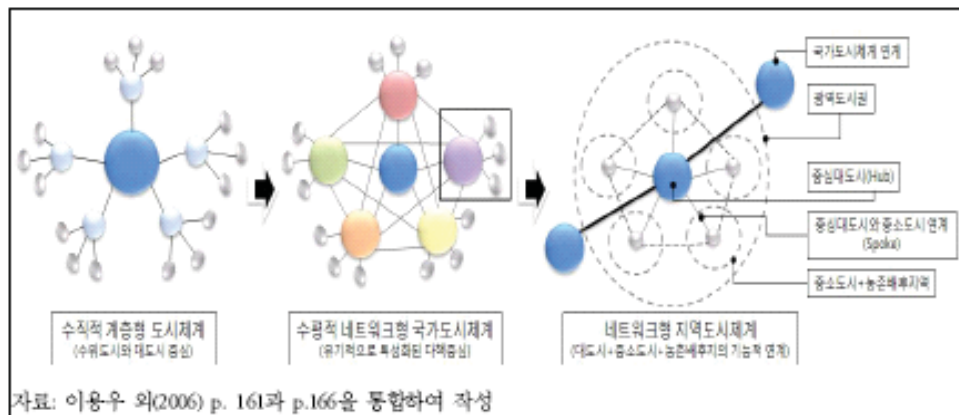 국가도시체계 연계
광역도시권
중심대도시(Hub)
중심대도시와 중소도시 연계
(Spoke)
중소도시+농촌배후지역
수직적 계층형 도시체계
(수위도시와 대도시 중심)
수평적 네트워크형 국가도시체계
(유기적으로 특성화된 다핵중심)
네트워크형 지역도시체계
(대도시+중소도시+농촌배후지의 기능적 연계)
자료: 이용우 외(2006) p. 161과 p.166을 통합하여 작성